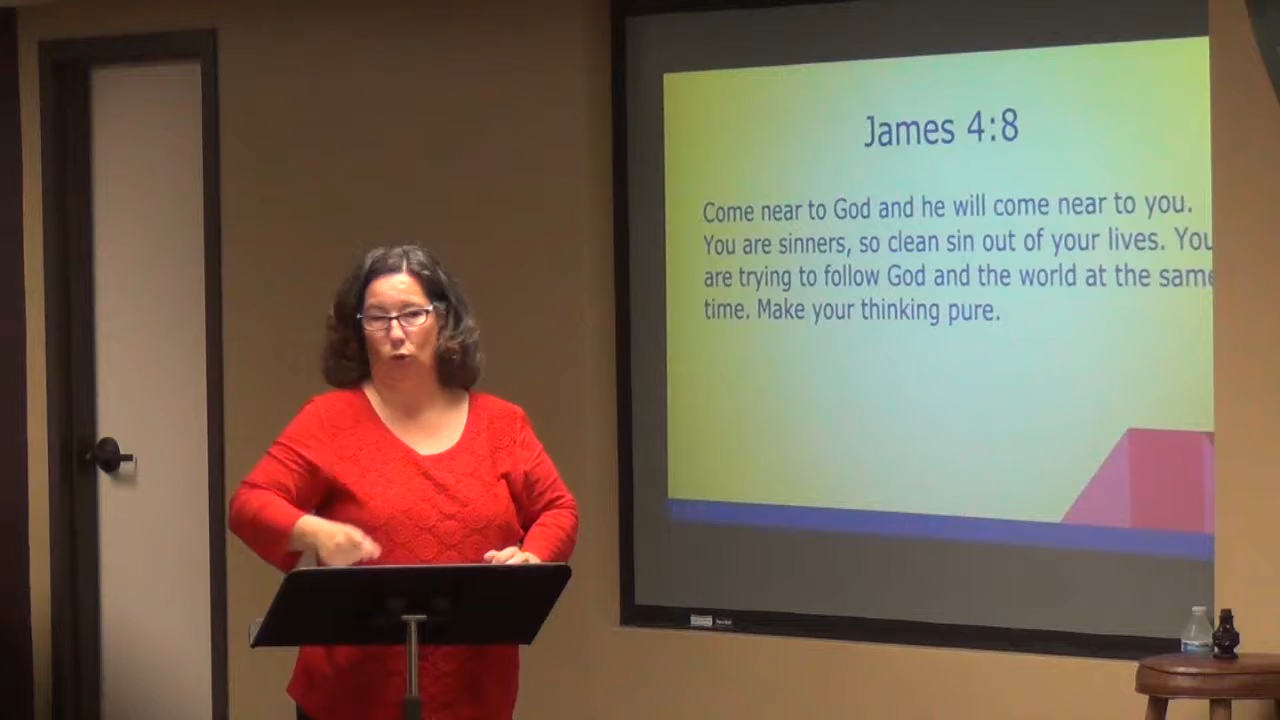 James 4:8
Come near to God and he will come near to you.
You are sinners, so clean sin out of your lives. You
are trying to follow God and the world at the same
time. Make your thinking pure.